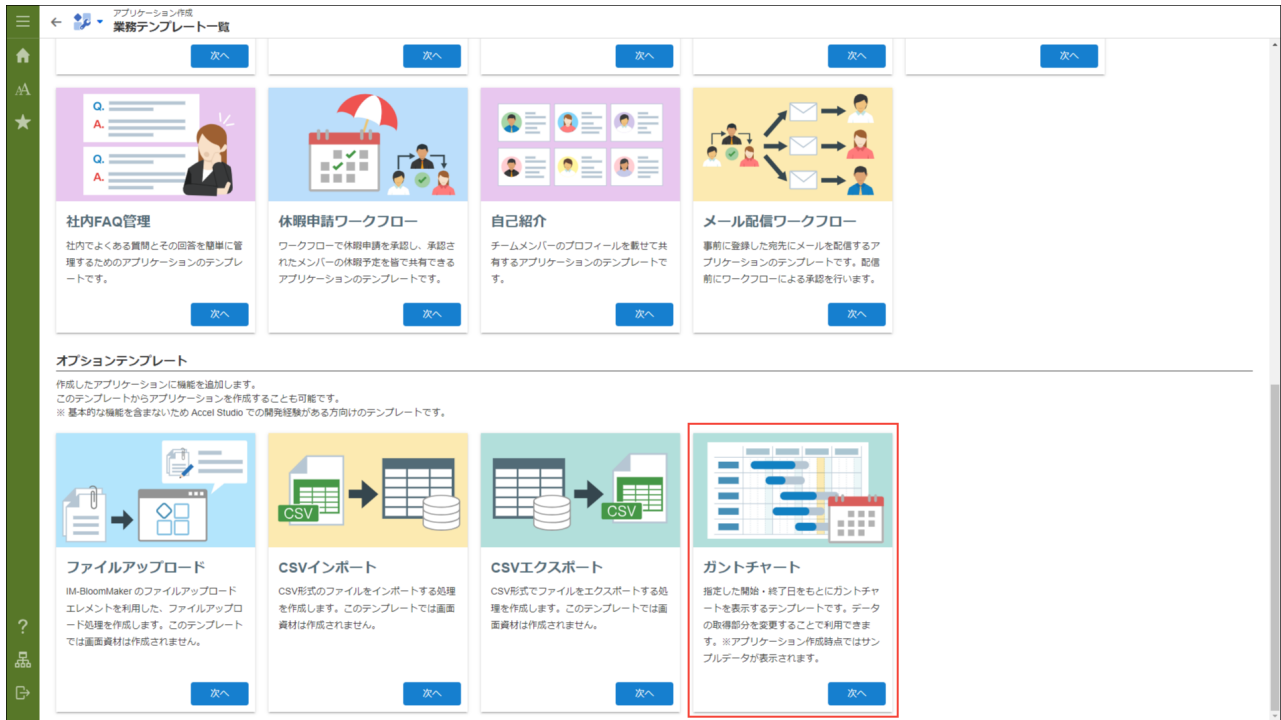 アプリケーション作成
業務テンプレート一覧
次へ
次へ
次へ
次へ
次へ
Q.
A.
Q.
A.
社内FAQ管理
社内でよくある質問とその回答を簡単に管
理するためのアプリケーションのテンプレ
ートです。
次へ
休暇申請ワークフロー
ワークフローで休暇申請を承認し、承認さ
れたメンバーの休暇予定を皆で共有できる
アプリケーションのテンプレートです。
次へ
自己紹介
チームメンバーのプロフィールを載せて共
有するアプリケーションのテンプレートで
す。
次へ
メール配信ワークフロー
事前に登録した宛先にメールを配信するア
プリケーションのテンプレートです。配信
前にワークフローによる承認を行います。
次へ
オプションテンプレート
作成したアプリケーションに機能を追加します。
このテンプレートからアプリケーションを作成することも可能です。
※ 基本的な機能を含まないため Accel Studio での開発経験がある方向けのテンプレートです。
ファイルアップロード
IM-BloomMaker のファイルアップロード
エレメントを利用した、ファイルアップロ
ード処理を作成します。このテンプレート
では画面資材は作成されません。
次へ
CSV
CSVインポート
CSV形式のファイルをインポートする処理
を作成します。このテンプレートでは画面
資材は作成されません。
次へ
CSV
CSVエクスポート
CSV形式でファイルをエクスポートする処
理を作成します。このテンプレートでは画
面資材は作成されません。
次へ
ガントチャート
指定した開始・終了日をもとにガントチャ
ートを表示するテンプレートです。データ
の取得部分を変更することで利用できま
す。※アプリケーション作成時点ではサン
プルデータが表示されます。
次へ